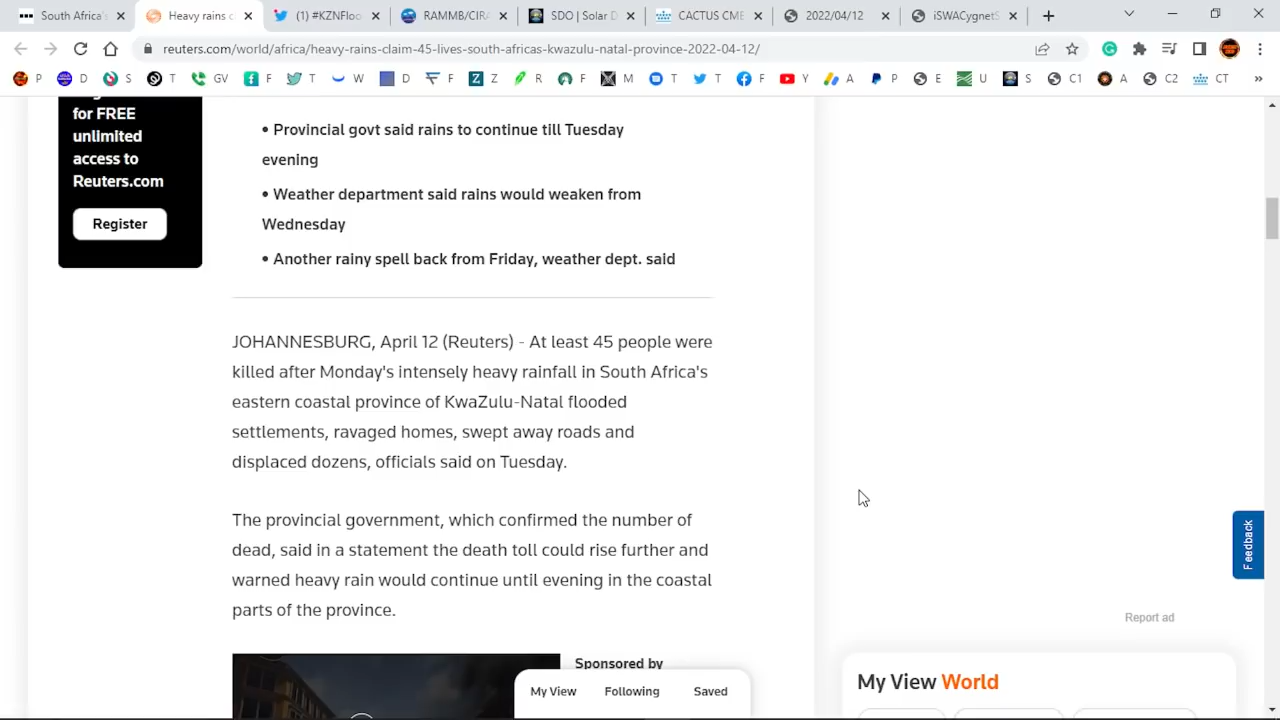 South Africa's
Heavy rains c
#KZNFloo
RAMMB/CIRA
SDO | Solar D
CACTUS CME
2022/04/12
iSWACygnetS
reuters.com/world/africa/heavy-rains-claim-45-lives-south-africas-kwazulu-natal-province-2022-04-12/
P D S T GV F T W D F Z R F M T T F Y A P E U S C1 A C2 CT »
for FREE
unlimited
access to
Reuters.com
Register
• Provincial govt said rains to continue till Tuesday
evening
• Weather department said rains would weaken from
Wednesday
• Another rainy spell back from Friday, weather dept. said
JOHANNESBURG, April 12 (Reuters) - At least 45 people were
killed after Monday's intensely heavy rainfall in South Africa's
eastern coastal province of KwaZulu-Natal flooded
settlements, ravaged homes, swept away roads and
displaced dozens, officials said on Tuesday.
The provincial government, which confirmed the number of
dead, said in a statement the death toll could rise further and
warned heavy rain would continue until evening in the coastal
parts of the province.
Sponsored by
My View Following Saved
Feedback
Report ad
My View World